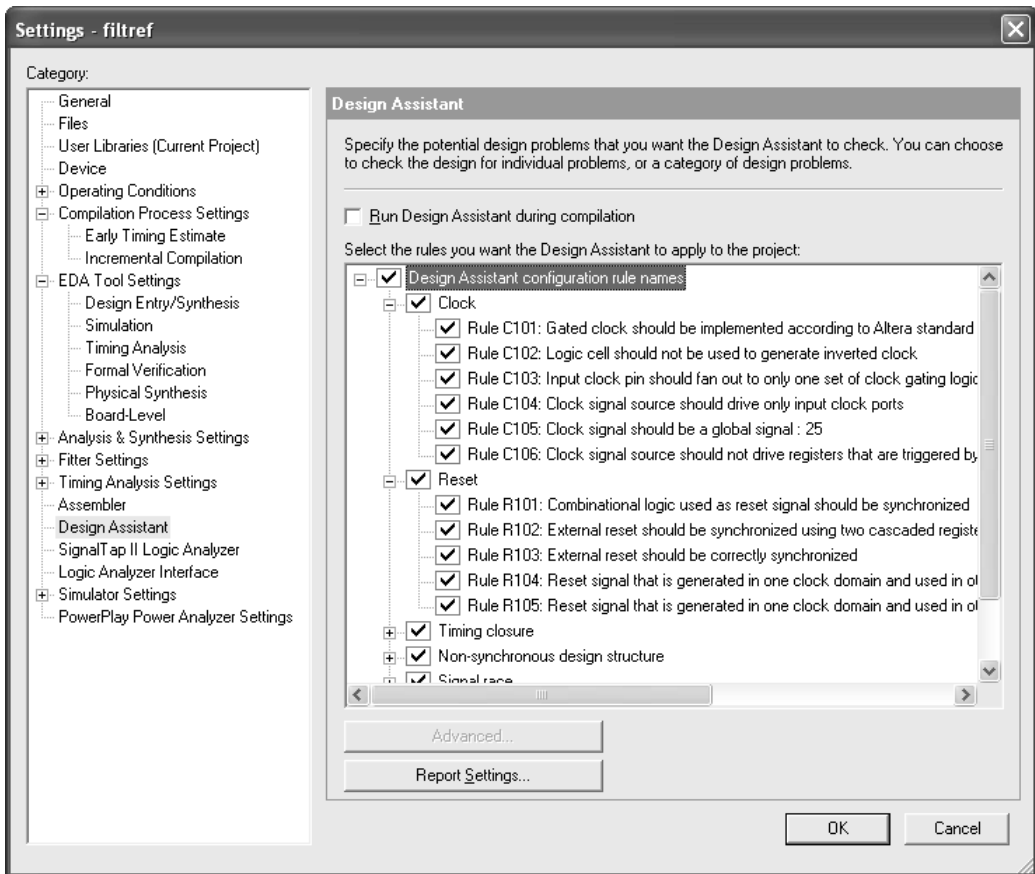 Settings - filtref
Category:
General
Files
User Libraries (Current Project)
Device
Operating Conditions
Compilation Process Settings
Early Timing Estimate
Incremental Compilation
EDA Tool Settings
Design Entry/Synthesis
Simulation
Timing Analysis
Formal Verification
Physical Synthesis
Board-Level
Analysis & Synthesis Settings
Fitter Settings
Timing Analysis Settings
Assembler
Design Assistant
SignalTap II Logic Analyzer
Logic Analyzer Interface
Simulator Settings
PowerPlay Power Analyzer Settings
Design Assistant
Specify the potential design problems that you want the Design Assistant to check. You can choose
to check the design for individual problems, or a category of design problems.
Run Design Assistant during compilation
Select the rules you want the Design Assistant to apply to the project:
Design Assistant configuration rule names
Clock
Rule C101: Gated clock should be implemented according to Altera standard
Rule C102: Logic cell should not be used to generate inverted clock
Rule C103: Input clock pin should fan out to only one set of clock gating logic
Rule C104: Clock signal source should drive only input clock ports
Rule C105: Clock signal should be a global signal : 25
Rule C106: Clock signal source should not drive registers that are triggered by
Reset
Rule R101: Combinational logic used as reset signal should be synchronized
Rule R102: External reset should be synchronized using two cascaded registe
Rule R103: External reset should be correctly synchronized
Rule R104: Reset signal that is generated in one clock domain and used in
Rule R105: Reset signal that is generated in one clock domain and used in
Timing closure
Non-synchronous design structure
Signal race
Advanced...
Report Settings...
OK
Cancel